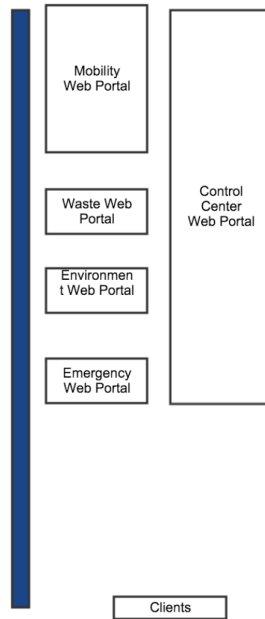 Mobility
Web Portal
Waste Web
Portal
Environmen
t Web Portal
Emergency
Web Portal
Control
Center
Web Portal
Clients